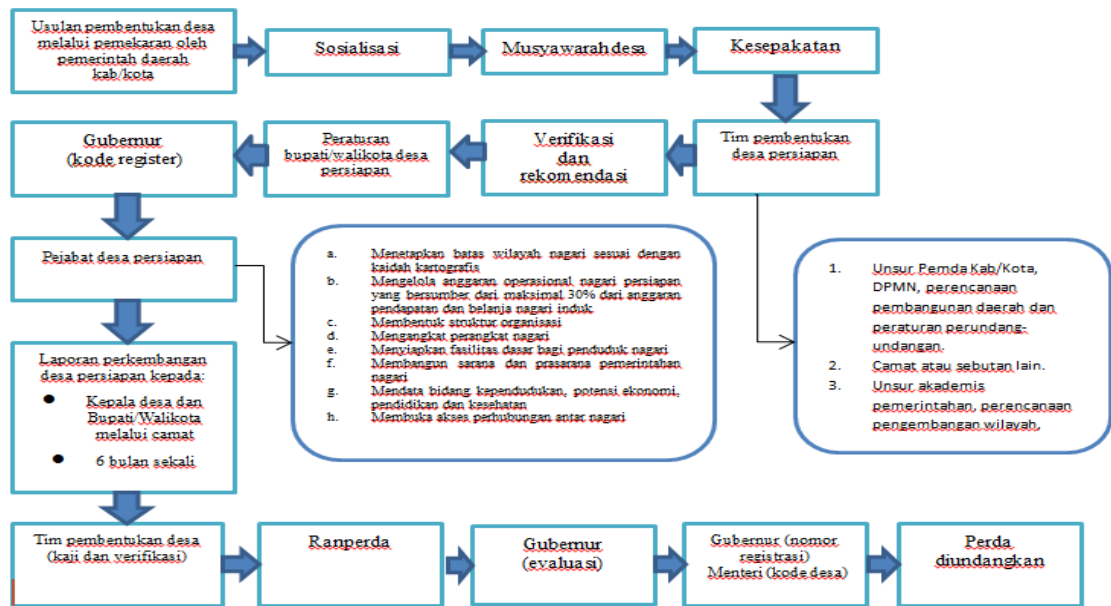 Usulan pembentukan desa
melalui pemekaran oleh
pemerintah daerah
kab/kota
Sosialisasi
Musyawarah desa
Kesepakatan
Tim pembentukan
desa persiapan
Verifikasi
dan
rekomendasi
Peraturan
bupati/walikota desa
persiapan
Gubernur
(kode register)
Pejabat desa persiapan
a. Menetapkan batas wilayah nagari sesuai dengan
kaidah kartografis
b. Mengelola anggaran operasional nagari persiapan
yang bersumber dari maksimal 30% dari anggaran
pendapatan dan belanja nagari induk
c. Membentuk struktur organisasi
d. Mengangkat perangkat nagari
e. Menyiapkan fasilitas dasar bagi penduduk nagari
f. Membangun sarana dan prasarana pemerintahan
nagari
g. Mendata bidang kependudukan, potensi ekonomi,
pendidikan dan kesehatan
h. Membuka akses perhubungan antar nagari
1. Unsur Pemda Kab/Kota,
DPMN, perencanaan
pembangunan daerah dan
peraturan perundang-
undangan.
2. Camat atau sebutan lain.
3. Unsur akademis
pemerintahan, perencanaan
pengembangan wilayah,
Laporan perkembangan
desa persiapan kepada:
● Kepala desa dan
Bupati/Walikota
melalui camat
● 6 bulan sekali
Tim pembentukan desa
(kaji dan verifikasi)
Ranperda
Gubernur
(evaluasi)
Gubernur (nomor
registrasi)
Menteri (kode desa)
Perda
diundangkan